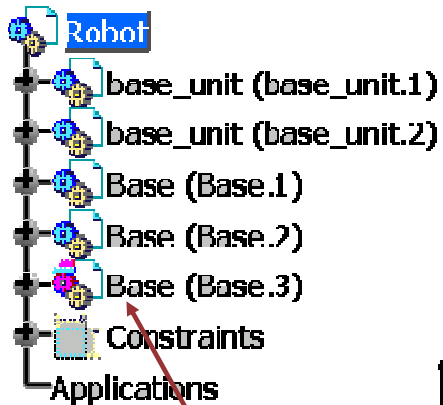 Robot
base_unit (base_unit.1)
base_unit (base_unit.2)
Base (Base.1)
Base (Base.2)
Base (Base.3)
Constraints
Applications